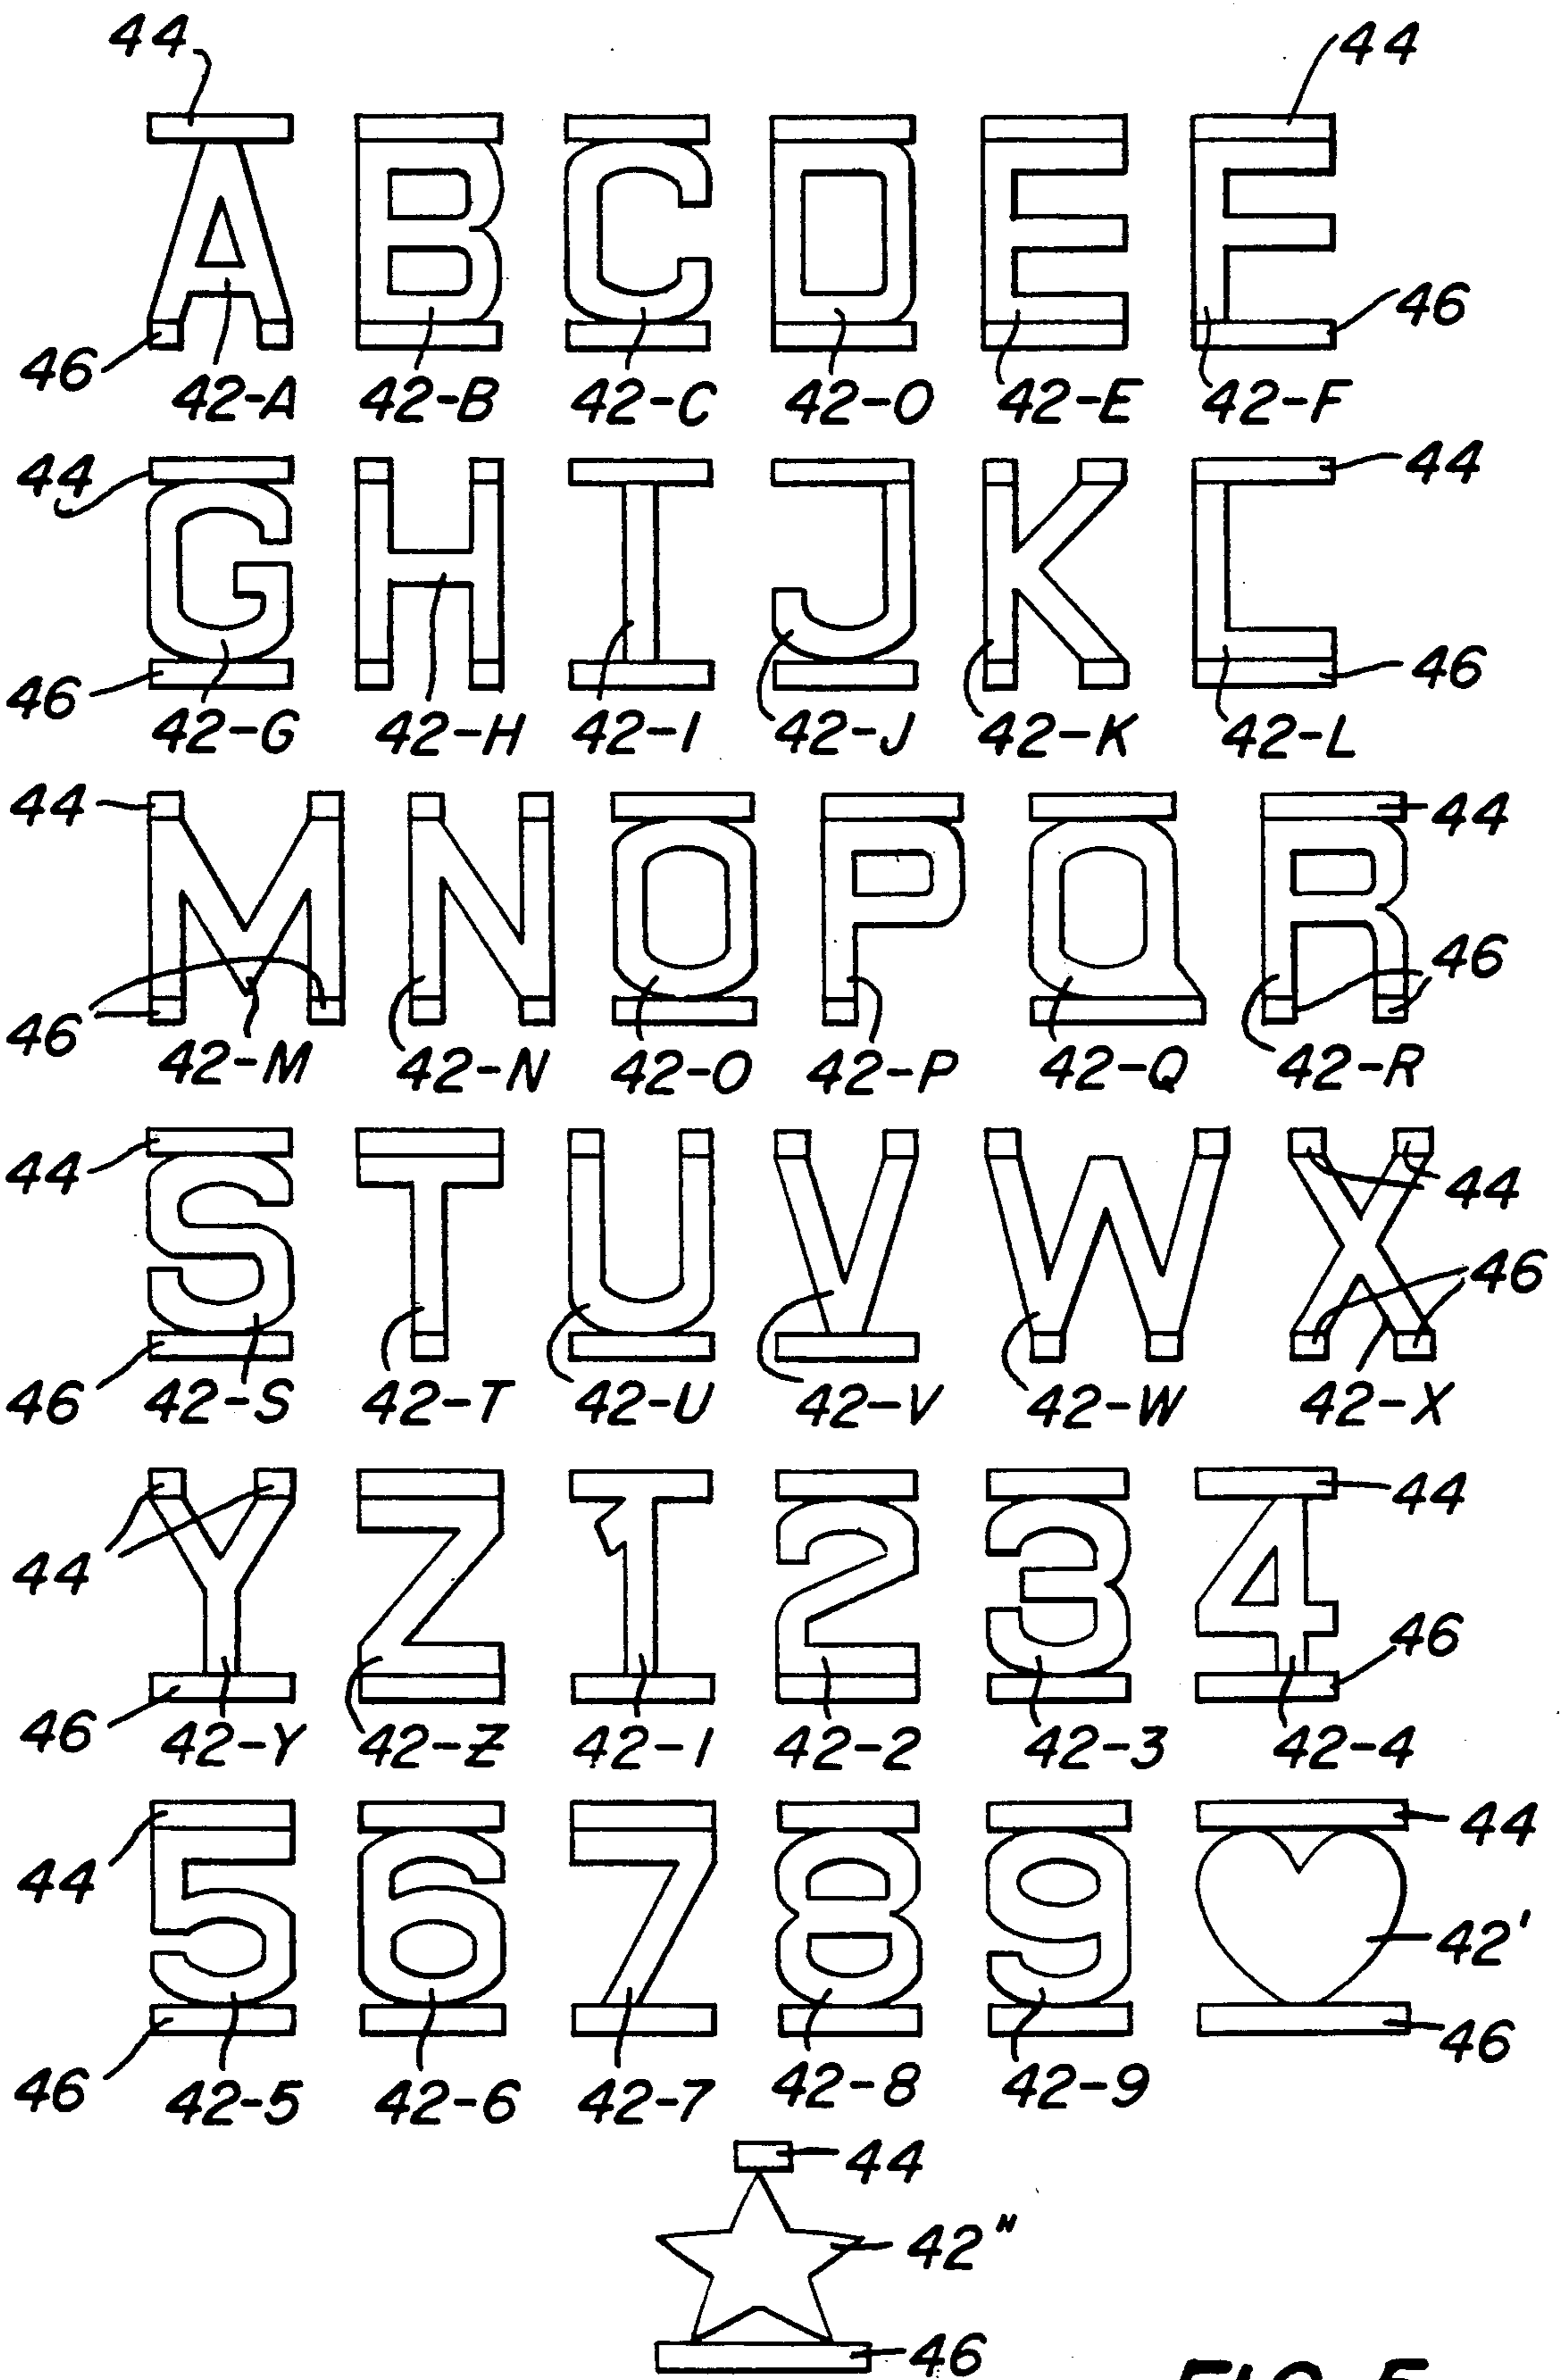 44 44
A B C D E F
46 46
42-A 42-B 42-C 42-O 42-E 42-F
44 44
G H I J K L
46 46
42-G 42-H 42-I 42-J 42-K 42-L
44 44
M N O P Q R
46 46
42-M 42-N 42-O 42-P 42-Q 42-R
44 44
S T U V W X
46 46
42-S 42-T 42-U 42-V 42-W 42-X
44 44
Y Z 1 2 3 4
46 46
42-Y 42-Z 42-1 42-2 42-3 42-4
44 44
5 6 7 8 9
42'
46 46
42-5 42-6 42-7 42-8 42-9
44
42"
46